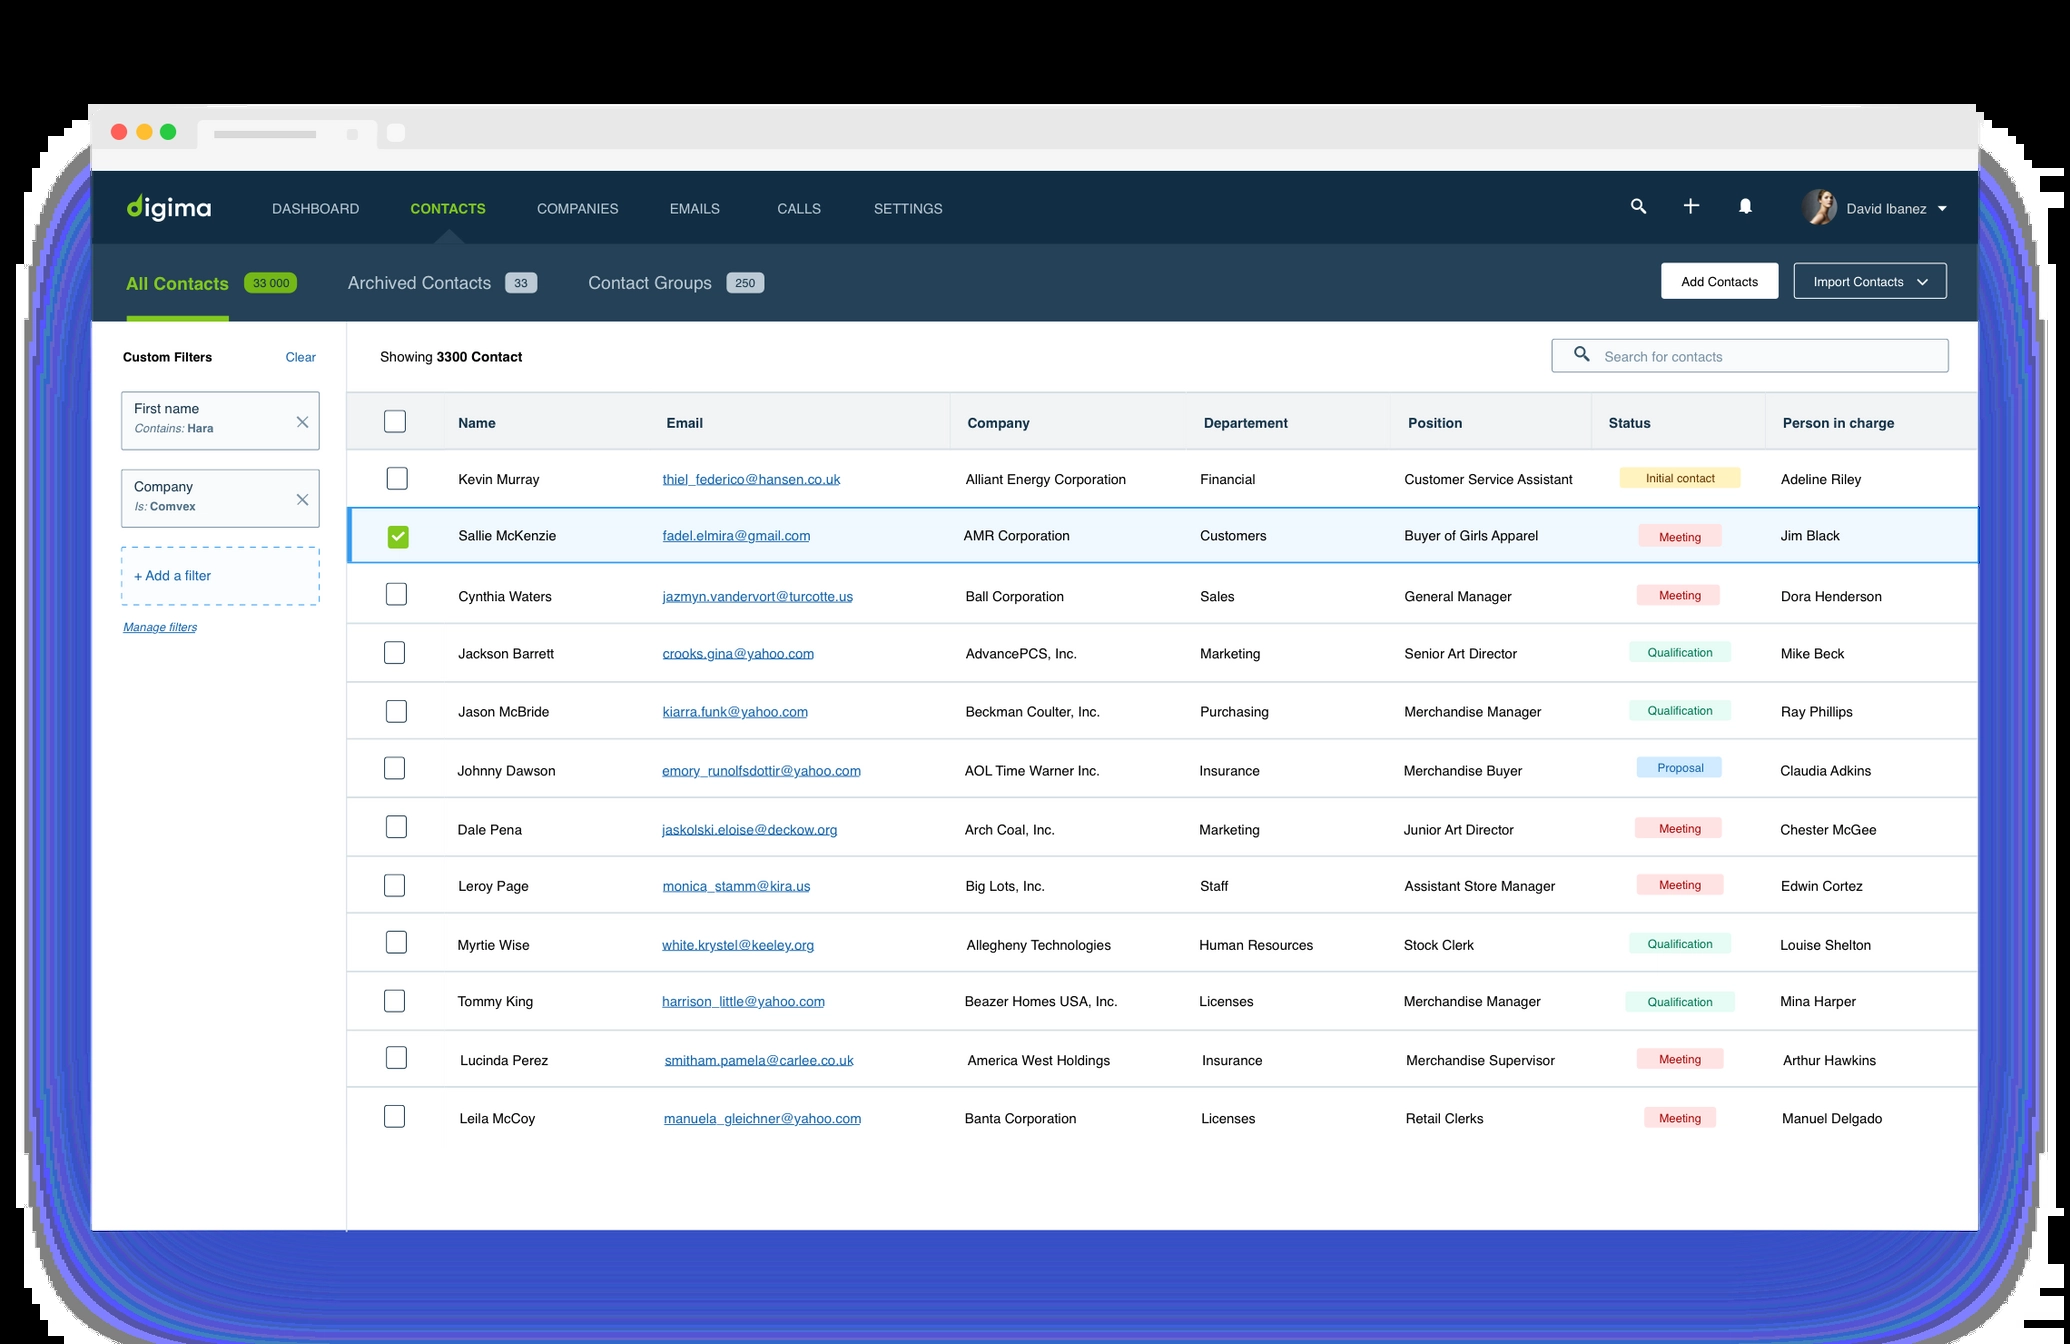 digima DASHBOARD CONTACTS COMPANIES EMAILS CALLS SETTINGS David Ibanez
All Contacts 33 000 Archived Contacts 33 Contact Groups 250 Add Contacts Import Contacts
Custom Filters Clear
First name
Contains: Hara
Company
Is: Comvex
+ Add a filter
Manage filters
Showing 3300 Contact Search for contacts
Name Email Company Departement Position Status Person in charge
Kevin Murray thiel_federico@hansen.co.uk Alliant Energy Corporation Financial Customer Service Assistant Initial contact Adeline Riley
Sallie McKenzie fadel.elmira@gmail.com AMR Corporation Customers Buyer of Girls Apparel Meeting Jim Black
Cynthia Waters jazmyn.vandervort@turcotte.us Ball Corporation Sales General Manager Meeting Dora Henderson
Jackson Barrett crooks.gina@yahoo.com AdvancePCS, Inc. Marketing Senior Art Director Qualification Mike Beck
Jason McBride kiarra.funk@yahoo.com Beckman Coulter, Inc. Purchasing Merchandise Manager Qualification Ray Phillips
Johnny Dawson emory_runolfsdottir@yahoo.com AOL Time Warner Inc. Insurance Merchandise Buyer Proposal Claudia Adkins
Dale Pena jaskolski.eloise@deckow.org Arch Coal, Inc. Marketing Junior Art Director Meeting Chester McGee
Leroy Page monica_stamm@kira.us Big Lots, Inc. Staff Assistant Store Manager Meeting Edwin Cortez
Myrtie Wise white.krystel@keeley.org Allegheny Technologies Human Resources Stock Clerk Qualification Louise Shelton
Tommy King harrison_little@yahoo.com Beazer Homes USA, Inc. Licenses Merchandise Manager Qualification Mina Harper
Lucinda Perez smitham.pamela@carlee.co.uk America West Holdings Insurance Merchandise Supervisor Meeting Arthur Hawkins
Leila McCoy manuela_gleichner@yahoo.com Banta Corporation Licenses Retail Clerks Meeting Manuel Delgado